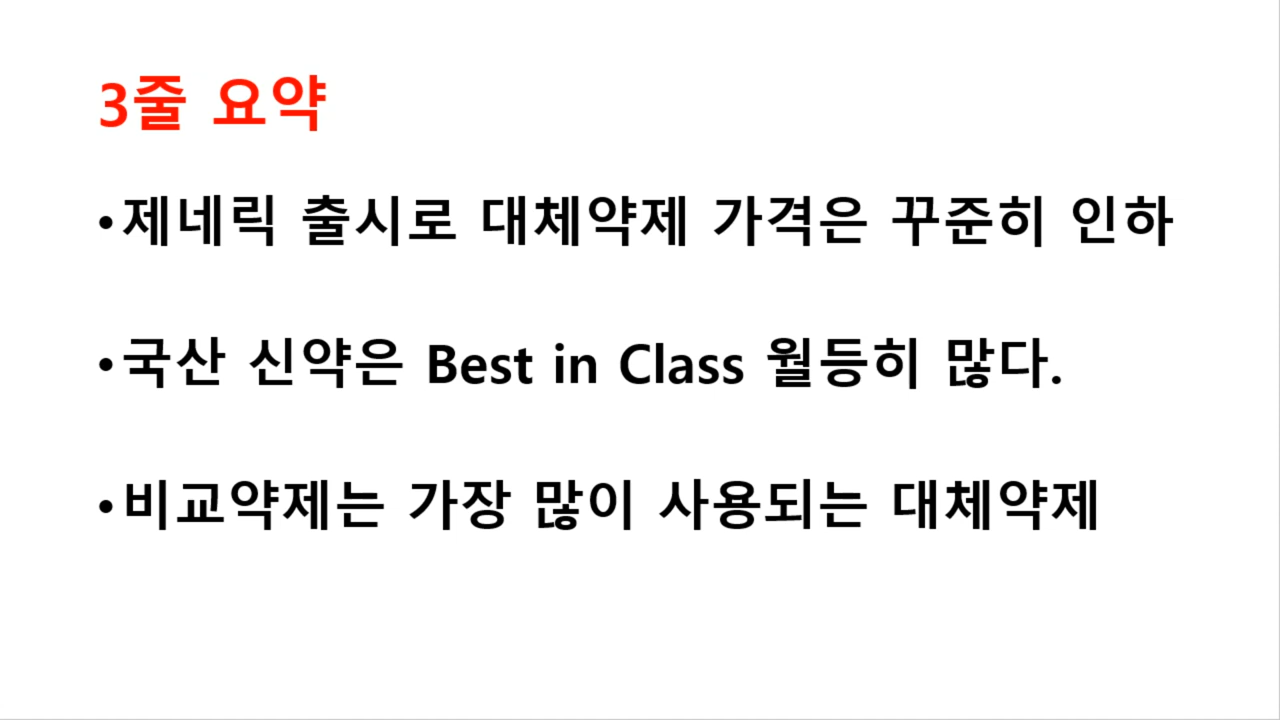 3줄 요약
• 제네릭 출시로 대체약제 가격은 꾸준히 인하
• 국산 신약은 Best in Class 월등히 많다.
• 비교약제는 가장 많이 사용되는 대체약제